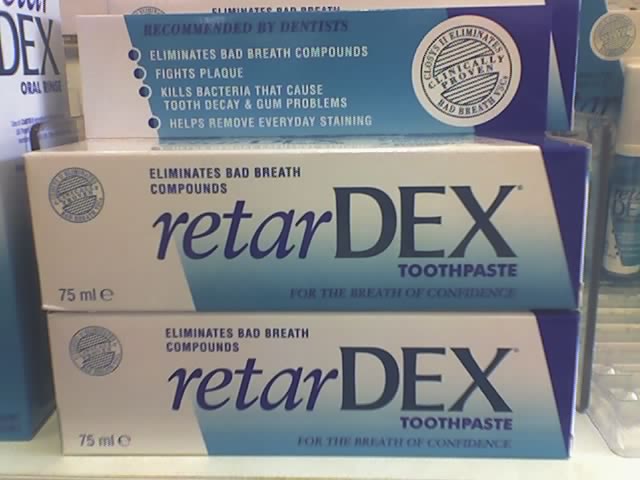 RECOMMENDED BY DENTISTS
ELIMINATES BAD BREATH COMPOUNDS
FIGHTS PLAQUE
KILLS BACTERIA THAT CAUSE
TOOTH DECAY & GUM PROBLEMS
HELPS REMOVE EVERYDAY STAINING
CLOSYS II ELIMINATES
CLINICALLY
PROVEN
BAD BREATH
DEX
ORAL RINSE
ELIMINATES BAD BREATH
COMPOUNDS
retarDEX
TOOTHPASTE
75 ml e
FOR THE BREATH OF CONFIDENCE
ELIMINATES BAD BREATH
COMPOUNDS
retarDEX
TOOTHPASTE
75 ml e
FOR THE BREATH OF CONFIDENCE